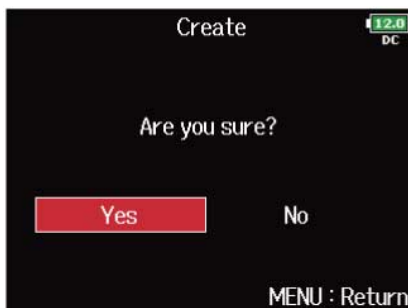 Create
12.0
DC
Are you sure?
Yes
No
MENU : Return